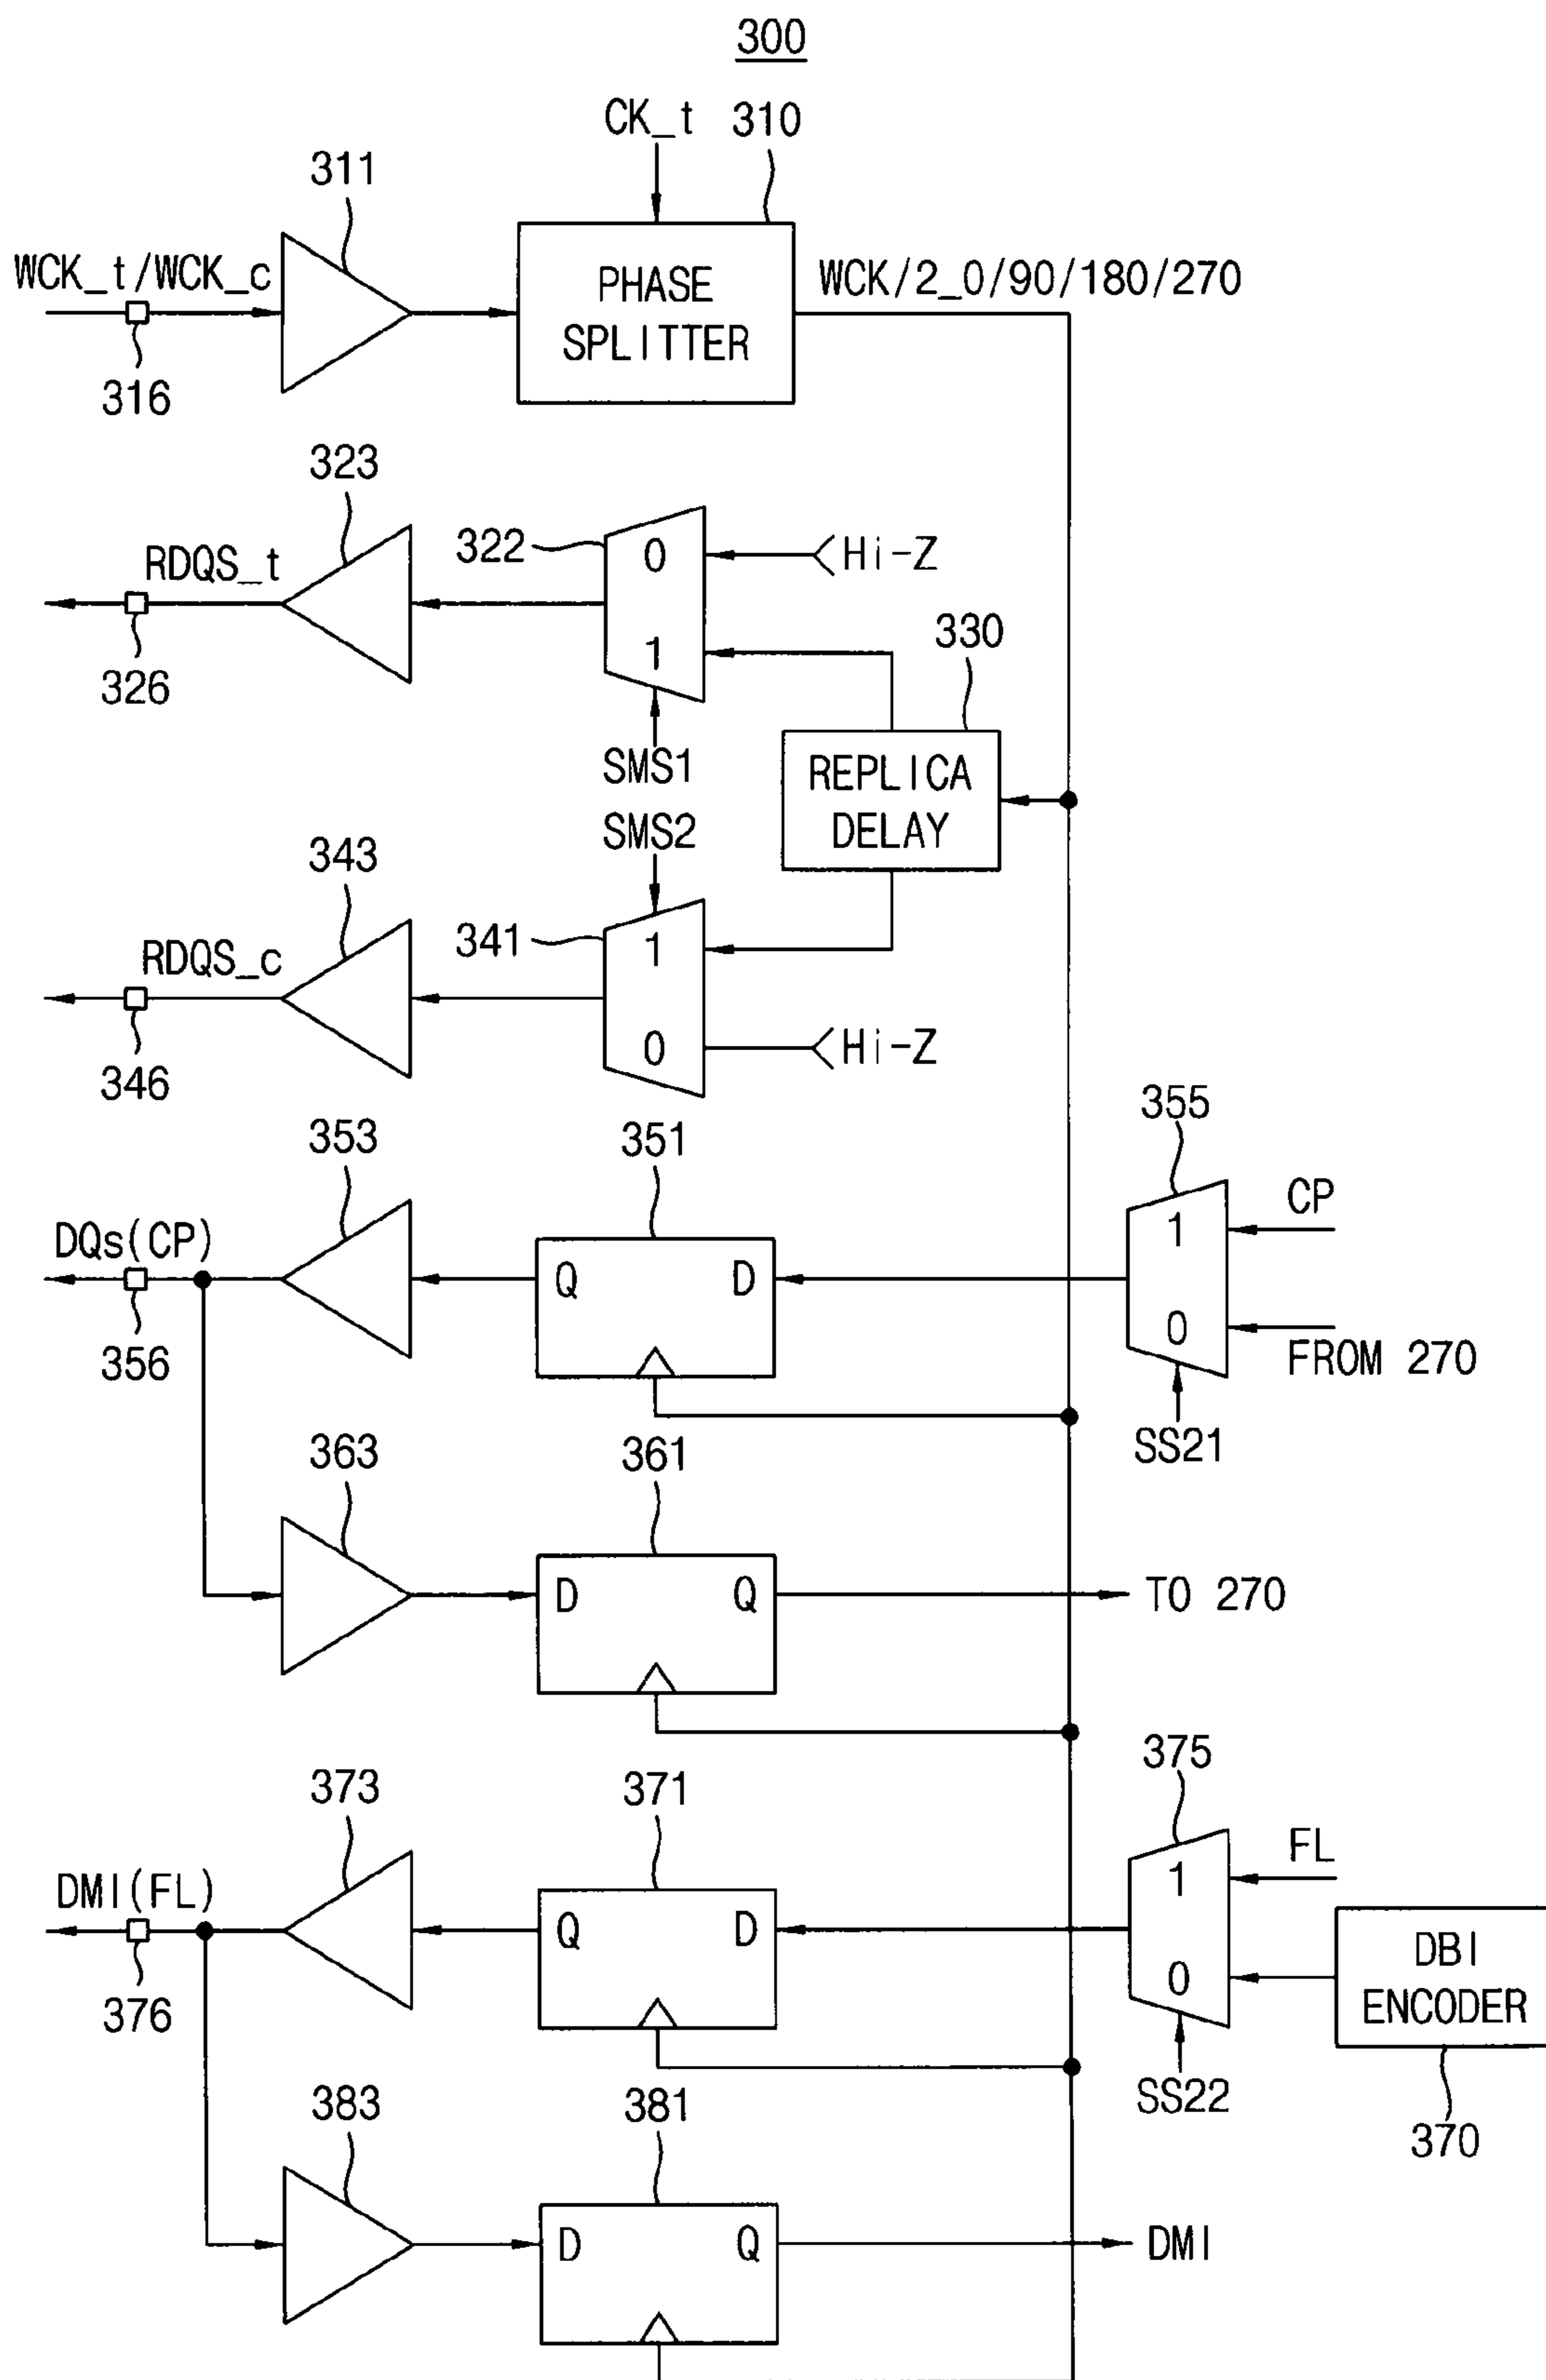 300
CK_t 310
311
WCK_t/WCK_c
PHASE
SPLITTER
WCK/2_0/90/180/270
316
323
322
0
Hi-Z
RDQS_t
1
330
326
SMS1
REPLICA
DELAY
SMS2
343
341
1
RDQS_c
0
Hi-Z
346
355
353
351
CP
1
DQs(CP)
Q D
0
FROM 270
356
SS21
363
361
D Q
TO 270
375
373
371
FL
1
DMI(FL)
Q D
DBI
ENCODER
0
376
SS22
383
381
370
D Q
DMI